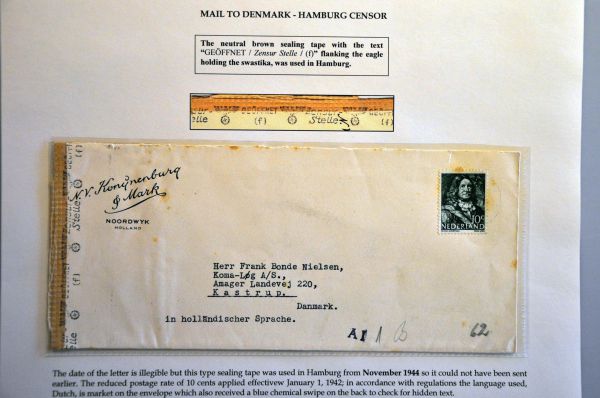 MAIL TO DENMARK - HAMBURG CENSOR
The neutral brown sealing tape with the text
“GEÖFFNET / Zensur Stelle / (f)” flanking the eagle
holding the swastika, was used in Hamburg.
GEÖFFNET
elle (f) Stelle (f)
N.V. Konijnenburg
& Mark
NOORDWYK
HOLLAND
Stelle
(f)
10c
NEDERLAND
Herr Frank Bonde Nielsen,
Koma-Løg A/S.,
Amager Landevej 220,
Kastrup.
Danmark.
in holländischer Sprache.
A 62
The date of the letter is illegible but this type sealing tape was used in Hamburg from November 1944 so it could not have been sent
earlier. The reduced postage rate of 10 cents applied effectivew January 1, 1942; in accordance with regulations the language used,
Dutch, is market on the envelope which also received a blue chemical swipe on the back to check for hidden text.